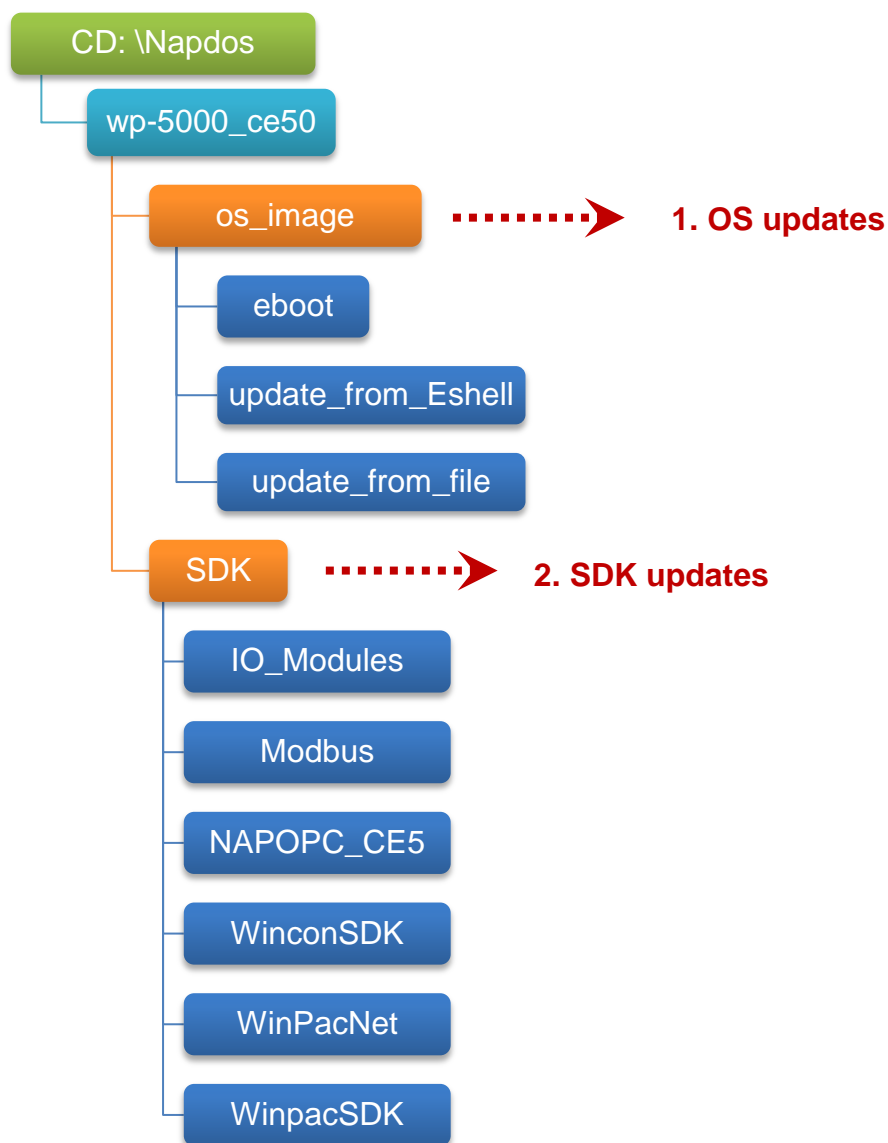 CD: \Napdos
wp-5000_ce50
os_image
1. OS updates
eboot
update_from_Eshell
update_from_file
SDK
2. SDK updates
IO_Modules
Modbus
NAPOPC_CE5
WinconSDK
WinPacNet
WinpacSDK